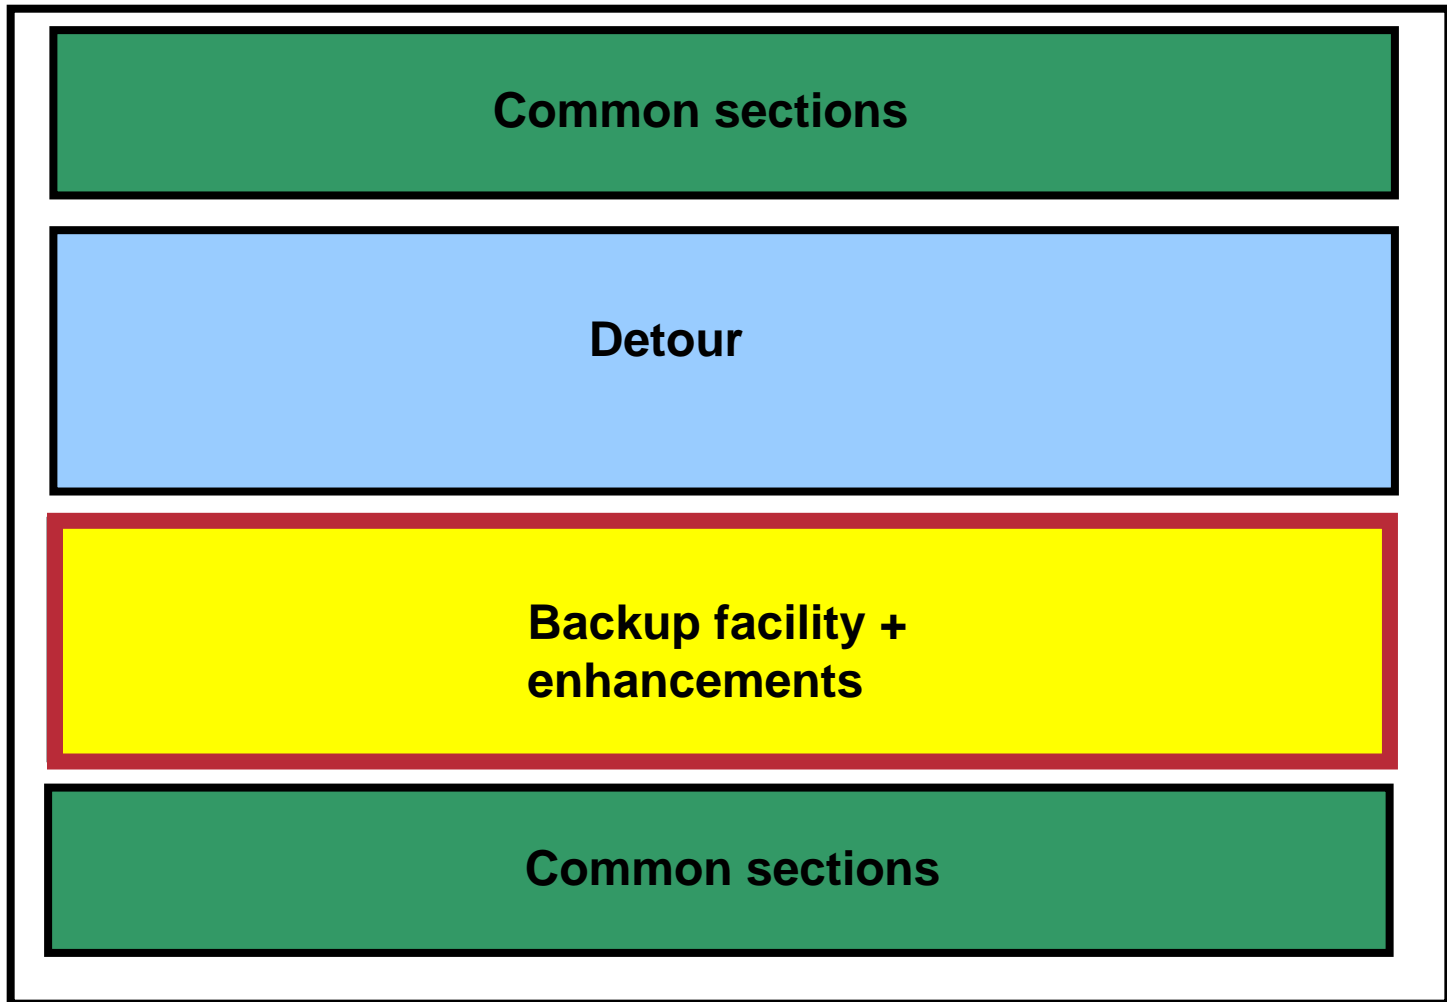 Common sections
Detour
Backup facility +
enhancements
Common sections